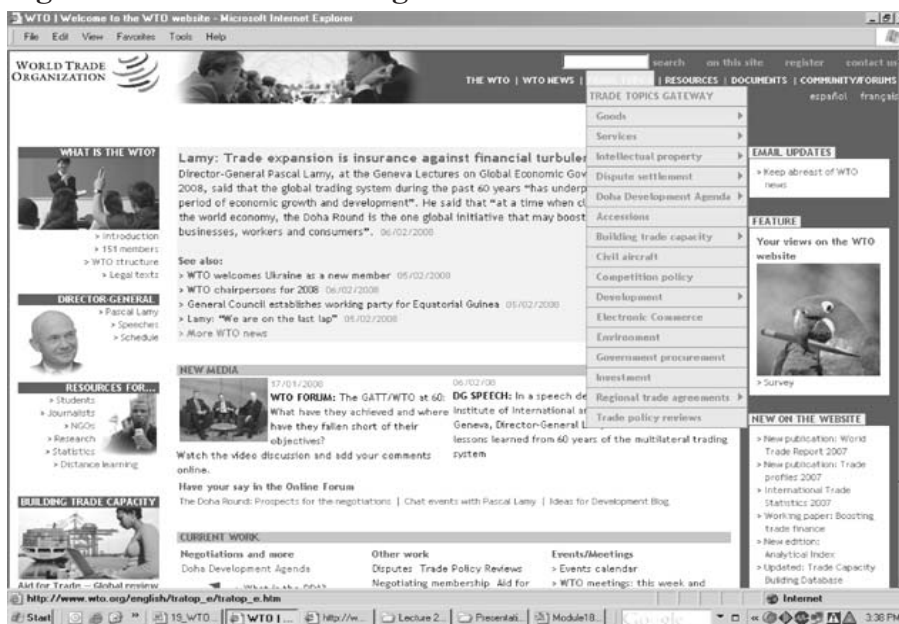 WTO | Welcome to the WTO website - Microsoft Internet Explorer
File Edit View Favorites Tools Help
WORLD TRADE
ORGANIZATION
search on this site register contact us
THE WTO | WTO NEWS | | RESOURCES | DOCUMENTS | COMMUNITY/FORUMS
español français
TRADE TOPICS GATEWAY
Goods
Services
Intellectual property
Dispute settlement
Doha Development Agenda
Accessions
Building trade capacity
Civil aircraft
Competition policy
Development
Electronic Commerce
Environment
Government procurement
Investment
Regional trade agreements
Trade policy reviews
WHAT IS THE WTO?
» Introduction
» 151 members
» WTO structure
» Legal texts
DIRECTOR-GENERAL
» Pascal Lamy
» Speeches
» Schedule
RESOURCES FOR...
» Students
» Journalists
» NGOs
» Research
» Statistics
» Distance learning
BUILDING TRADE CAPACITY
Aid for Trade – Global review
Lamy: Trade expansion is insurance against financial turbule
Director-General Pascal Lamy, at the Geneva Lectures on Global Economic Gov
2008, said that the global trading system during the past 60 years “has underp
period of economic growth and development”. He said that “at a time when cl
the world economy, the Doha Round is the one global initiative that may boost
businesses, workers and consumers”. 06/02/2008
See also:
> WTO welcomes Ukraine as a new member 05/02/2008
> WTO chairpersons for 2008 06/02/2008
> General Council establishes working party for Equatorial Guinea 05/02/2008
> Lamy: “We are on the last lap” 05/02/2008
> More WTO news
NEW MEDIA
17/01/2008
WTO FORUM: The GATT/WTO at 60:
What have they achieved and where
have they fallen short of their
objectives?
Watch the video discussion and add your comments
online.
06/02/08
DG SPEECH: In a speech de
Institute of International a
Geneva, Director-General L
lessons learned from 60 years of the multilateral trading
system
Have your say in the Online Forum
The Doha Round: Prospects for the negotiations | Chat events with Pascal Lamy | Ideas for Development Blog.
CURRENT WORK
Negotiations and more
Doha Development Agenda
> What is the DDA?
Other work
Disputes Trade Policy Reviews
Negotiating membership Aid for
Events/Meetings
> Events calendar
> WTO meetings: this week and
EMAIL UPDATES
» Keep abreast of WTO
news
FEATURE
Your views on the WTO
website
» Survey
NEW ON THE WEBSITE
» New publication: World
Trade Report 2007
» New publication: Trade
profiles 2007
» International Trade
Statistics 2007
» Working paper: Boosting
trade finance
» New edition:
Analytical Index
» Updated: Trade Capacity
Building Database
http://www.wto.org/english/tratop_e/tratop_e.htm
Internet
Start
19_WTO...
WTO | ...
http://w...
Lecture 2...
Presentati...
Module18...
3:38 PM